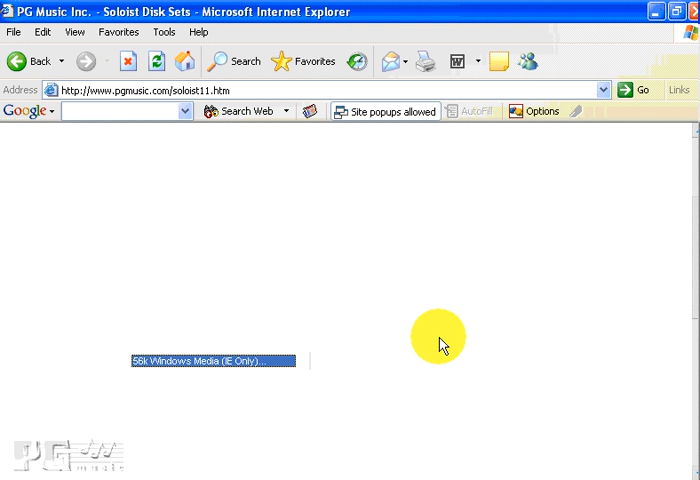 PG Music Inc. - Soloist Disk Sets - Microsoft Internet Explorer
File Edit View Favorites Tools Help
Back Search Favorites
Address http://www.pgmusic.com/soloist11.htm Go Links
Google Search Web Site popups allowed AutoFill Options
56k Windows Media (IE Only)...
PG music